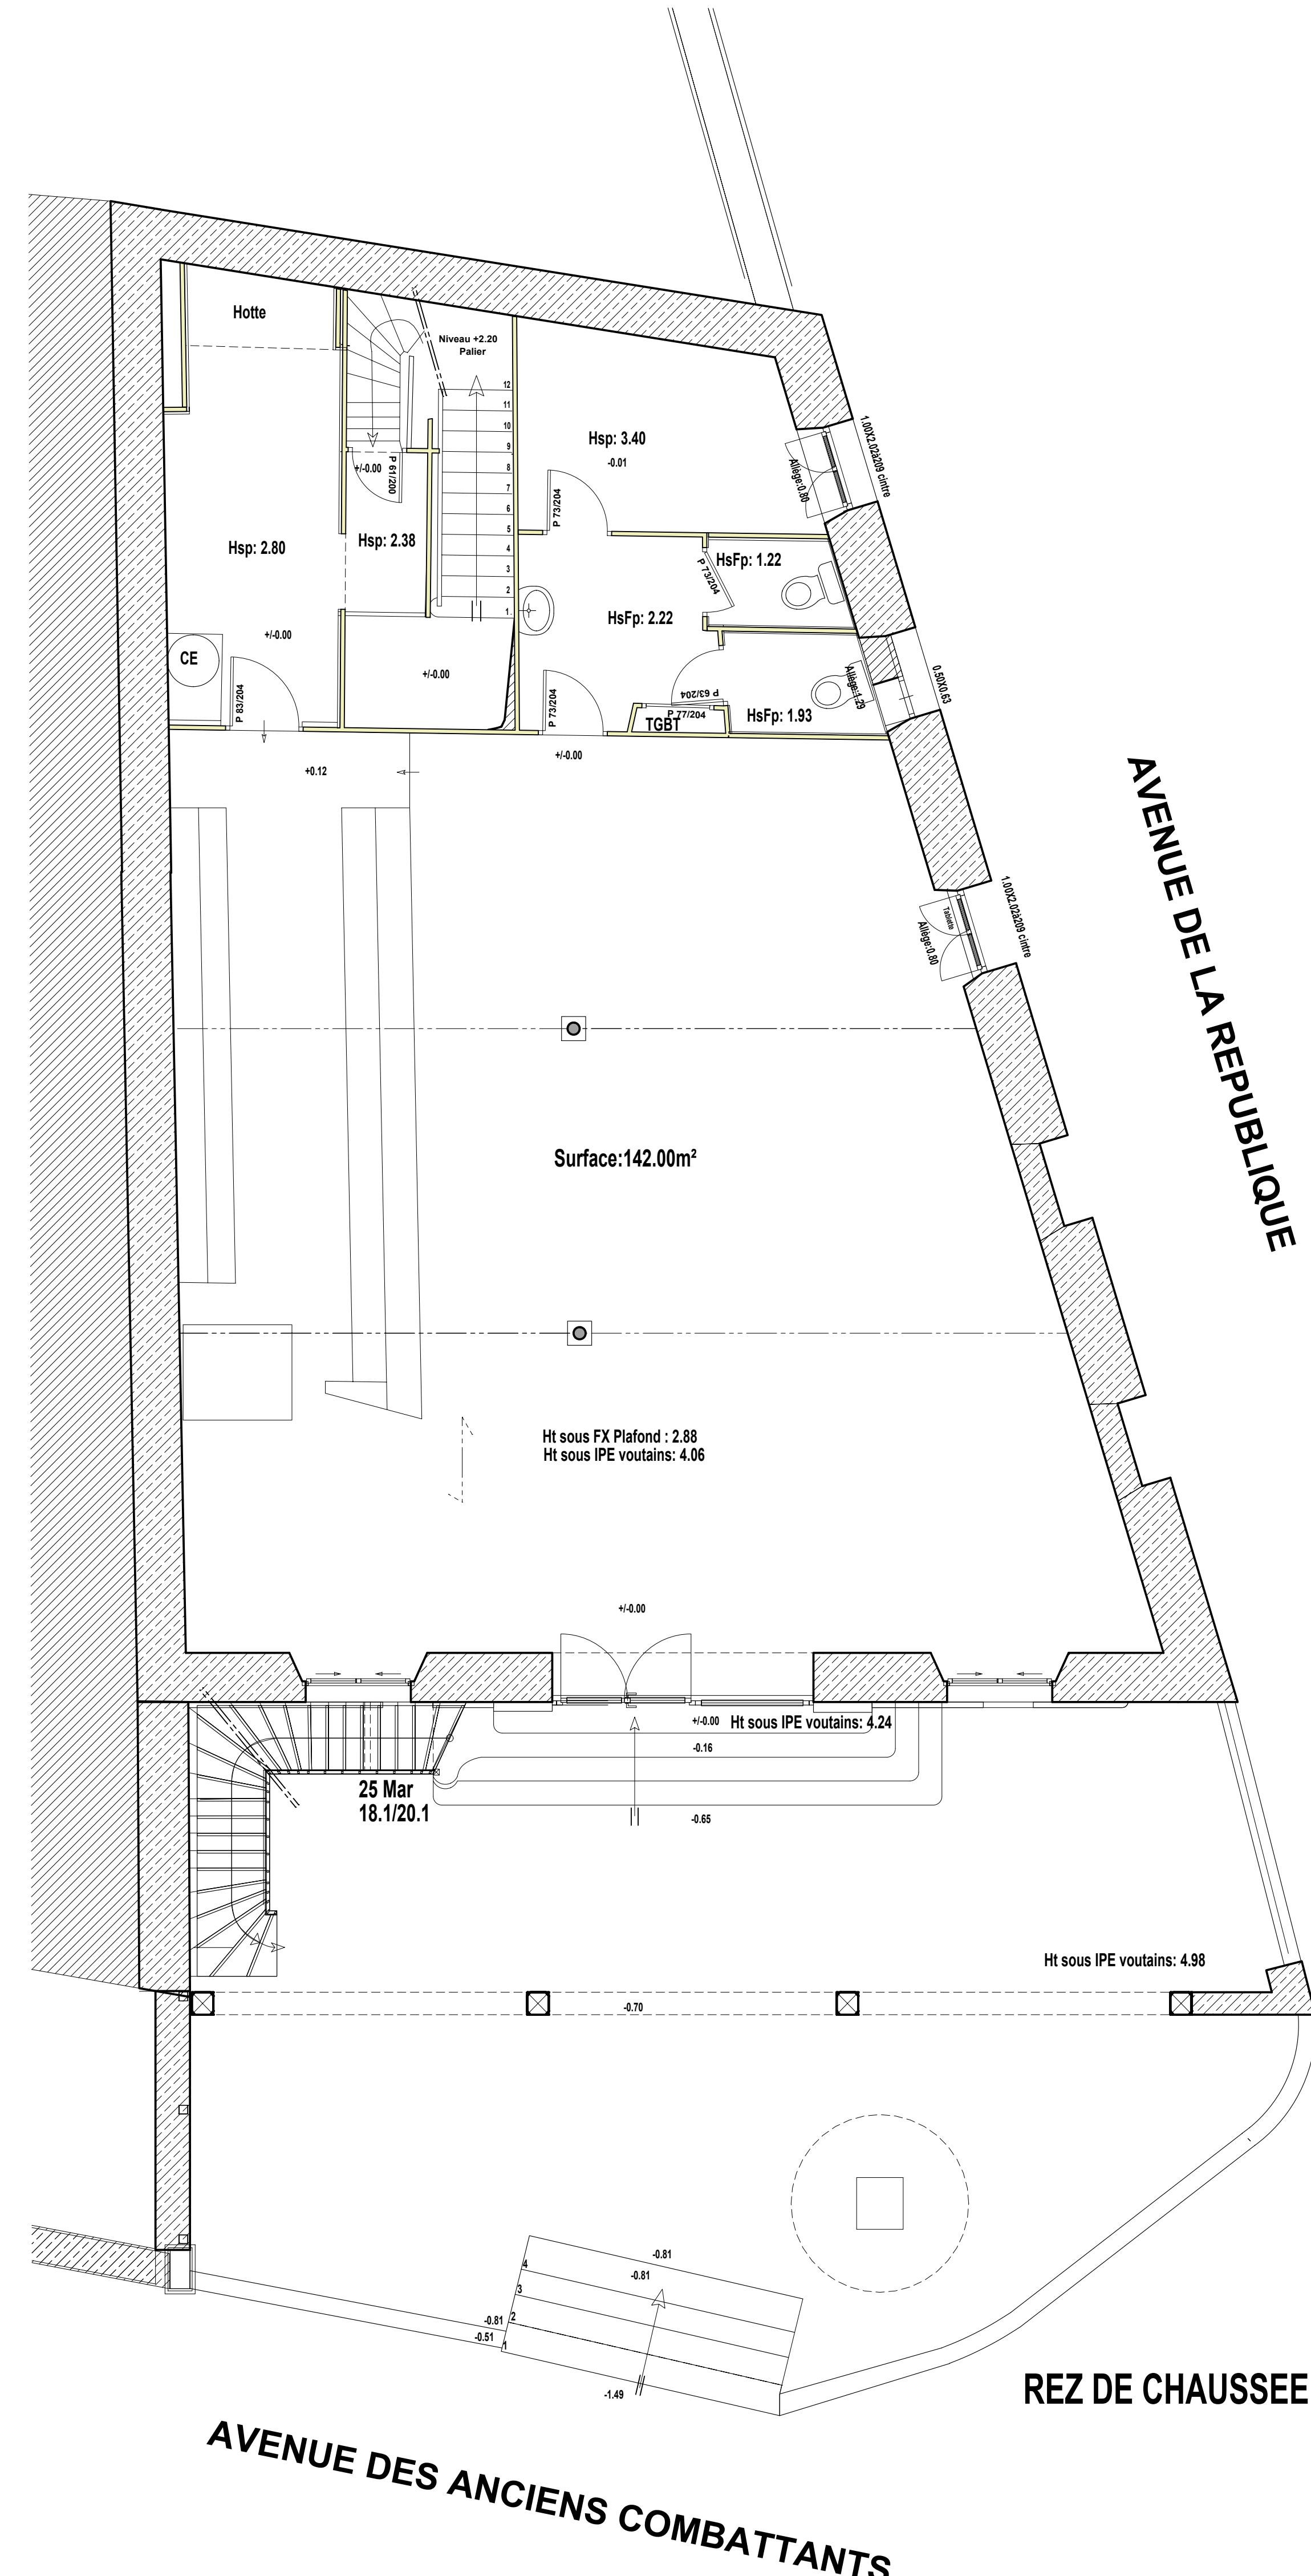 Hotte
Niveau +2.20
Palier
12
11
10
9
8
7
6
5
4
3
2
1
Hsp: 3.40
-0.01
1.00X2.02à209 cintre
Allège:0.80
+/-0.00
P 61/200
P 73/204
Hsp: 2.80
Hsp: 2.38
HsFp: 1.22
P 73/204
HsFp: 2.22
+/-0.00
CE
P 83/204
+/-0.00
P 73/204
P 63/204
Allège:1.29
0.50X0.63
P 77/204
TGBT
HsFp: 1.93
+0.12
+/-0.00
AVENUE DE LA REPUBLIQUE
1.00X2.02à209 cintre
Tablette
Allège:0.80
Surface:142.00m²
Ht sous FX Plafond : 2.88
Ht sous IPE voutains: 4.06
+/-0.00
+/-0.00
Ht sous IPE voutains: 4.24
-0.16
25 Mar
18.1/20.1
-0.65
Ht sous IPE voutains: 4.98
-0.70
-0.81
-0.81
4
3
2
1
-0.81
-0.51
-1.49
REZ DE CHAUSSEE
AVENUE DES ANCIENS COMBATTANTS